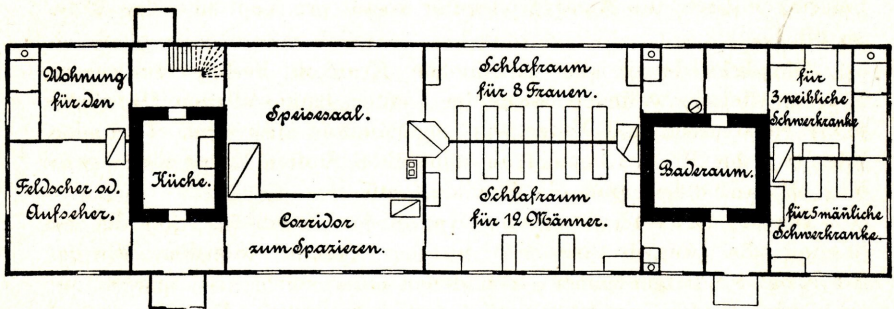 Wohnung
für den
Feldscher od.
Aufseher.
Küche.
Speisesaal.
Corridor
zum Spazieren.
Schlafraum
für 8 Frauen.
Schlafraum
für 12 Männer.
Baderaum.
für
3 weibliche
Schwerkranke
für 5 mäñliche
Schwerkranke.